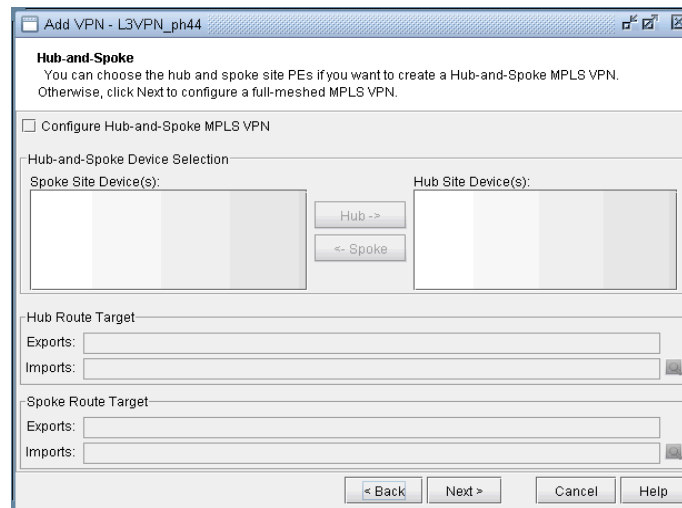 Add VPN - L3VPN_ph44
Hub-and-Spoke
You can choose the hub and spoke site PEs if you want to create a Hub-and-Spoke MPLS VPN.
Otherwise, click Next to configure a full-meshed MPLS VPN.
Configure Hub-and-Spoke MPLS VPN
Hub-and-Spoke Device Selection
Spoke Site Device(s):
Hub Site Device(s):
Hub ->
<- Spoke
Hub Route Target
Exports:
Imports:
Spoke Route Target
Exports:
Imports:
< Back
Next >
Cancel
Help